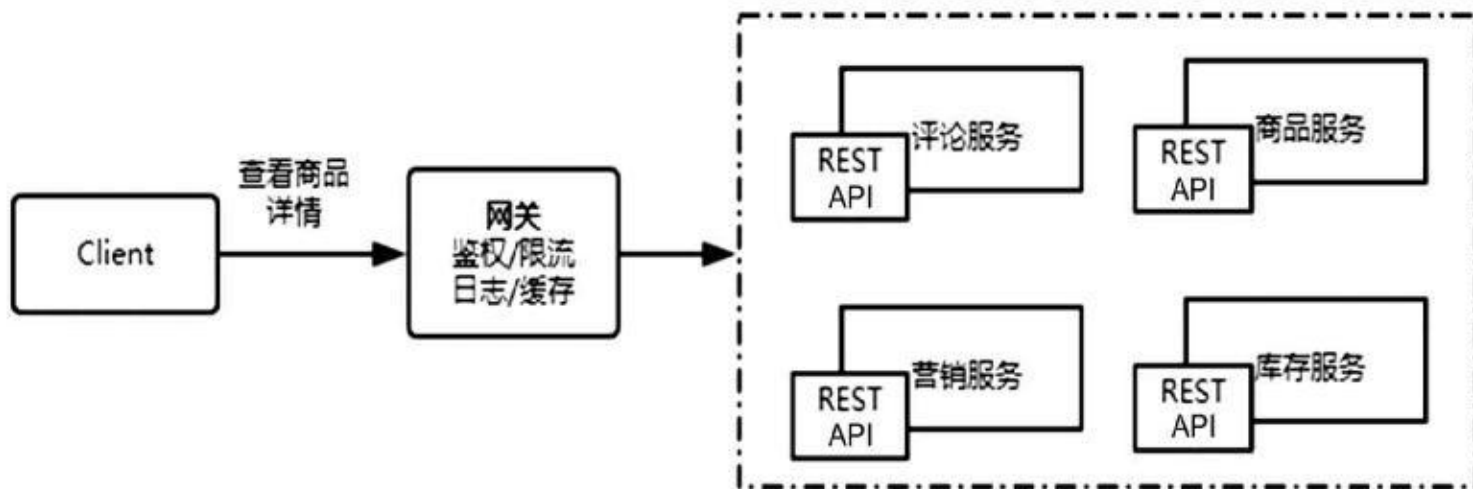 查看商品
详情
Client
网关
鉴权/限流
日志/缓存
评论服务
REST
API
商品服务
REST
API
营销服务
REST
API
库存服务
REST
API